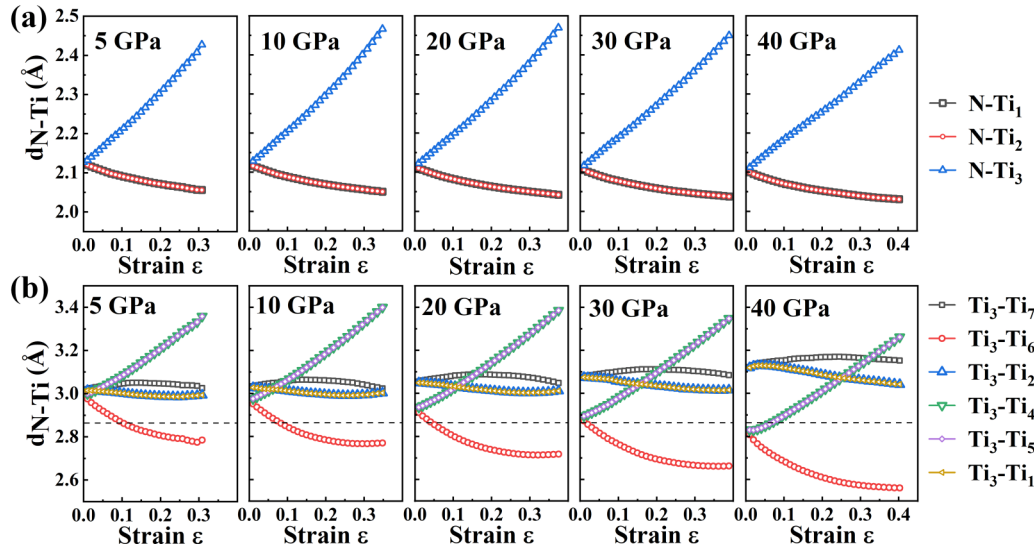 (a)
d_N-Ti (Å)
2.5
2.4
2.3
2.2
2.1
2.0
5 GPa
10 GPa
20 GPa
30 GPa
40 GPa
0.0 0.1 0.2 0.3
0.0 0.1 0.2 0.3
0.0 0.1 0.2 0.3
0.0 0.1 0.2 0.3
0.0 0.1 0.2 0.3 0.4
Strain ε
Strain ε
Strain ε
Strain ε
Strain ε
N-Ti₁
N-Ti₂
N-Ti₃
(b)
d_N-Ti (Å)
3.4
3.2
3.0
2.8
2.6
5 GPa
10 GPa
20 GPa
30 GPa
40 GPa
0.0 0.1 0.2 0.3
0.0 0.1 0.2 0.3
0.0 0.1 0.2 0.3
0.0 0.1 0.2 0.3
0.0 0.1 0.2 0.3 0.4
Strain ε
Strain ε
Strain ε
Strain ε
Strain ε
Ti₃-Ti₇
Ti₃-Ti₆
Ti₃-Ti₂
Ti₃-Ti₄
Ti₃-Ti₅
Ti₃-Ti₁